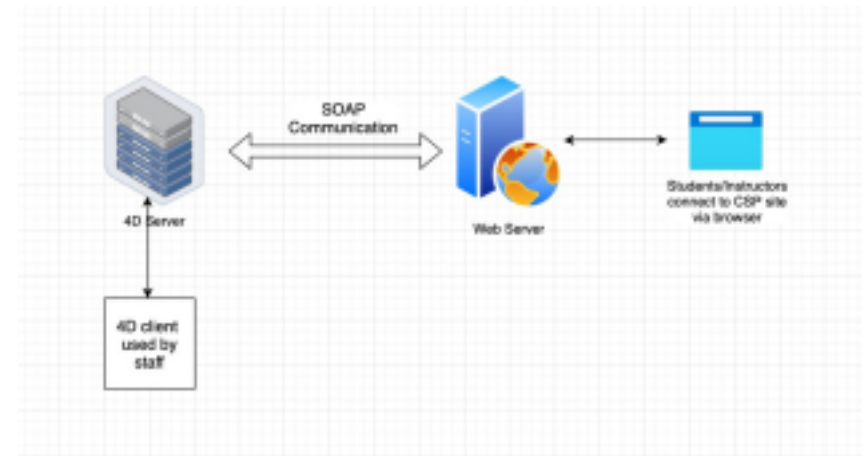 SOAP
Communication
4D Server
Web Server
Students/Instructors
connect to CSP site
via browser
4D client
used by
staff